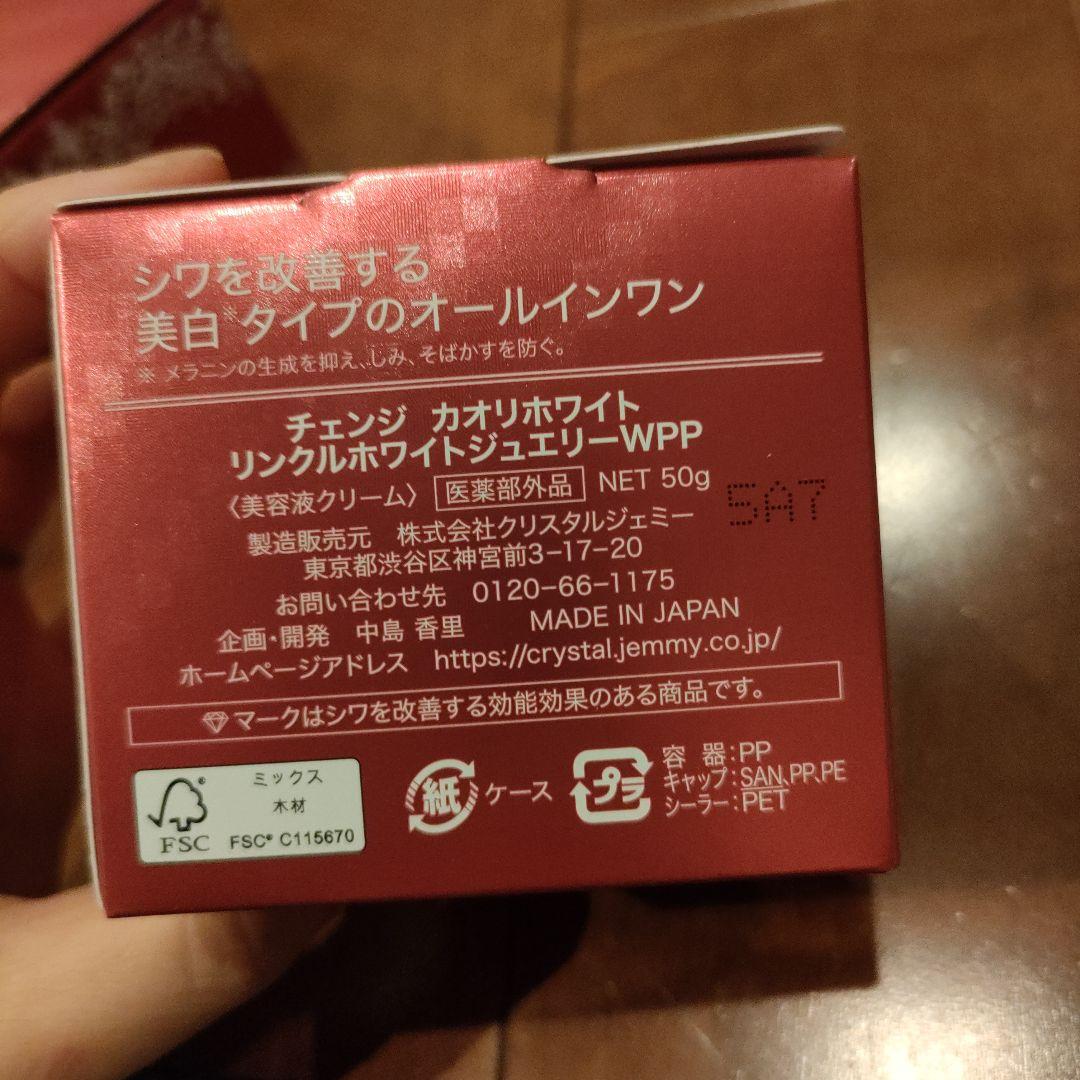 シワを改善する
美白※タイプのオールインワン
※ メラニンの生成を抑え、しみ、そばかすを防ぐ。
チェンジ カオリホワイト
リンクルホワイトジュエリーWPP
〈美容液クリーム〉 医薬部外品 NET 50g
5A7
製造販売元 株式会社クリスタルジェミー
東京都渋谷区神宮前3-17-20
お問い合わせ先 0120-66-1175
企画・開発 中島 香里 MADE IN JAPAN
ホームページアドレス https://crystal.jemmy.co.jp/
マークはシワを改善する効能効果のある商品です。
ミックス
木材
FSC® C115670
FSC
紙 ケース
プラ
容 器:PP
キャップ:SAN,PP,PE
シーラー:PET